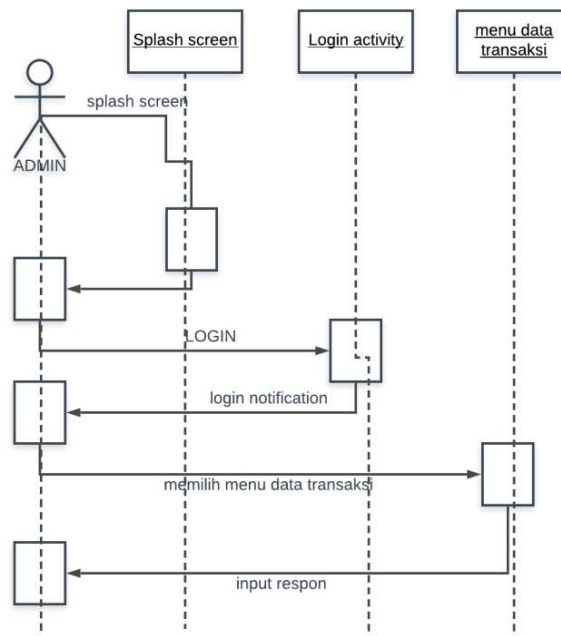 Splash screen
Login activity
menu data
transaksi
splash screen
ADMIN
LOGIN
login notification
memilih menu data transaksi
input respon